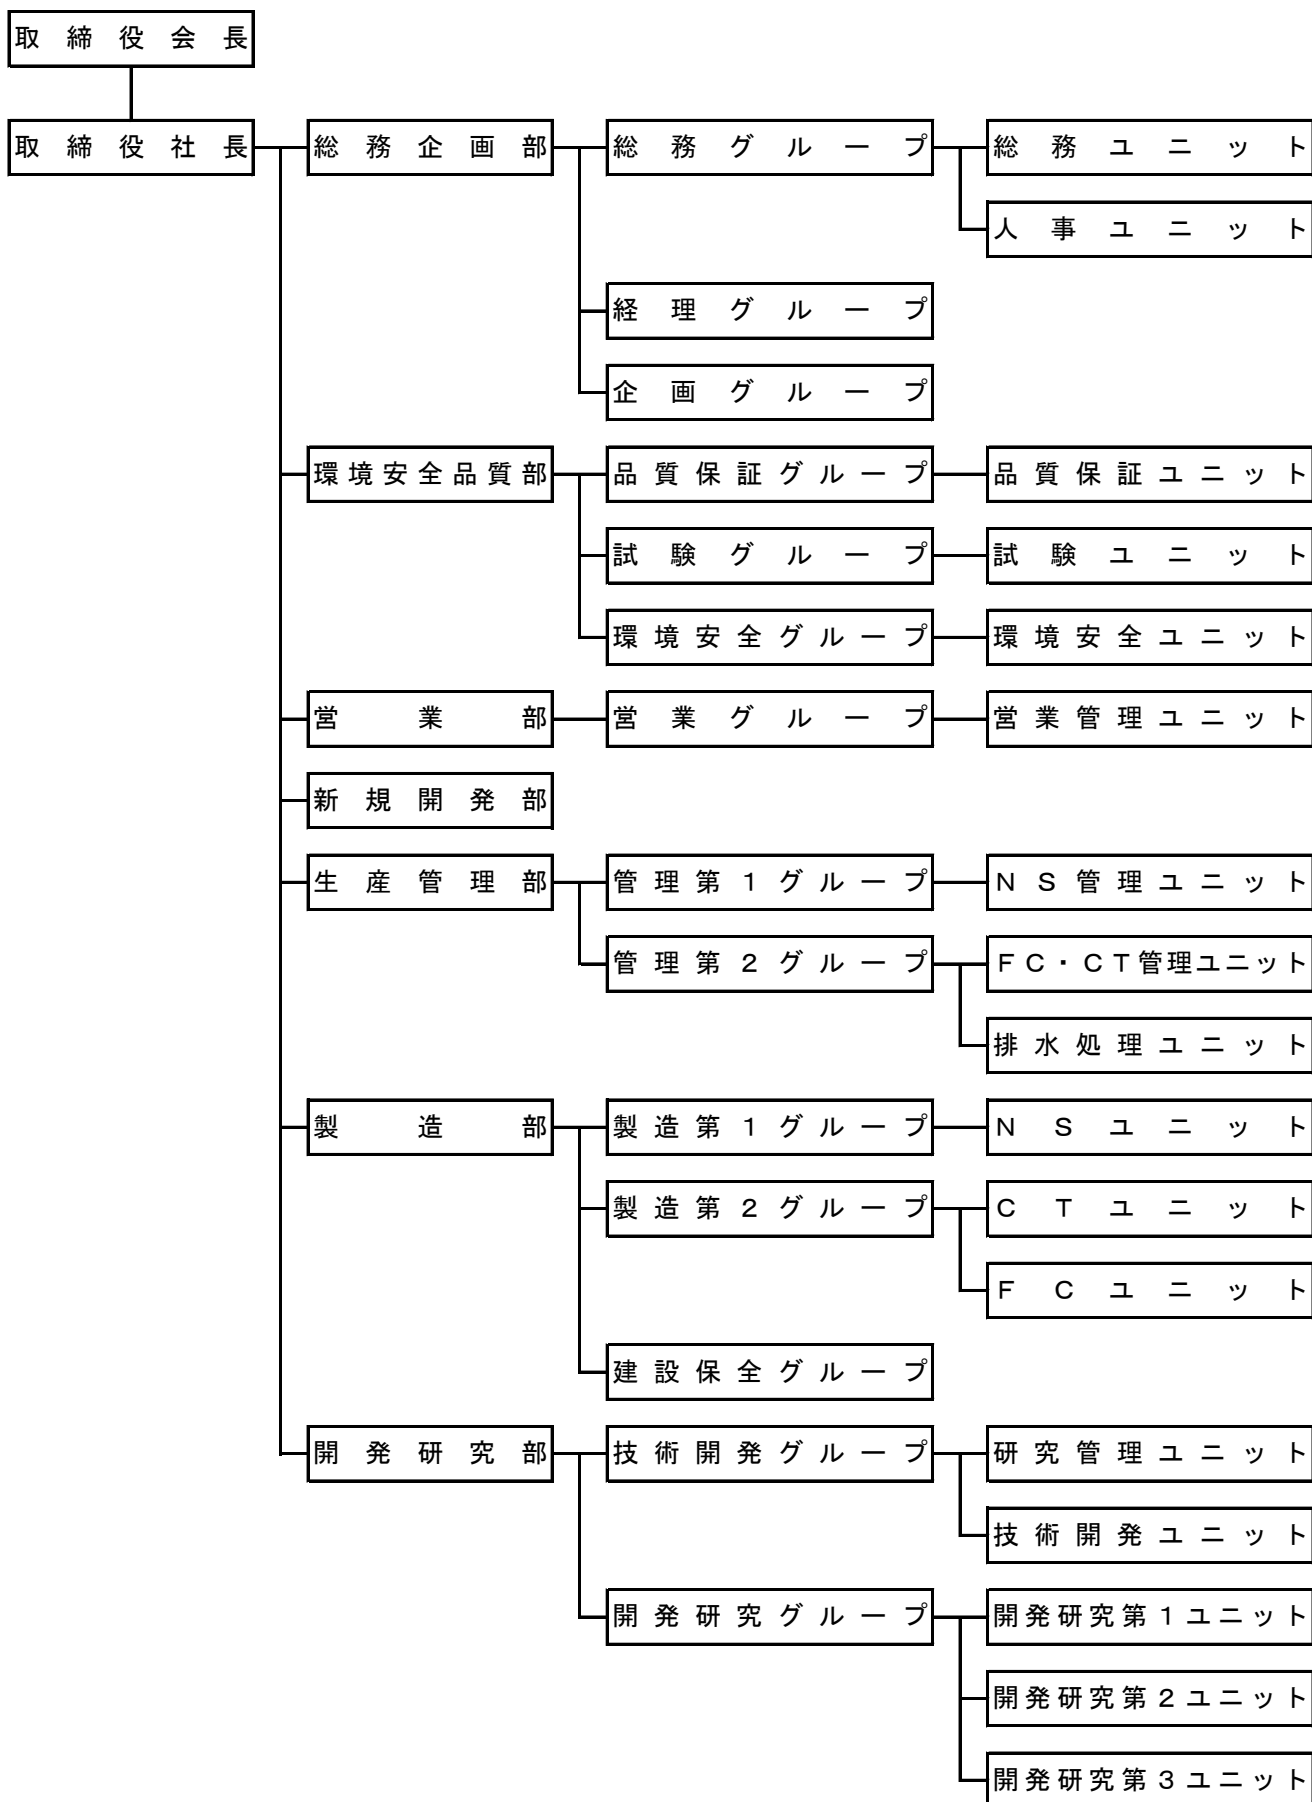 取締役会長
取締役社長 総務企画部 総務グループ 総務ユニット
人事ユニット
経理グループ
企画グループ
環境安全品質部 品質保証グループ 品質保証ユニット
試験グループ 試験ユニット
環境安全グループ 環境安全ユニット
営業部 営業グループ 営業管理ユニット
新規開発部
生産管理部 管理第１グループ ＮＳ管理ユニット
管理第２グループ ＦＣ・ＣＴ管理ユニット
排水処理ユニット
製造部 製造第１グループ ＮＳユニット
製造第２グループ ＣＴユニット
ＦＣユニット
建設保全グループ
開発研究部 技術開発グループ 研究管理ユニット
技術開発ユニット
開発研究グループ 開発研究第１ユニット
開発研究第２ユニット
開発研究第３ユニット